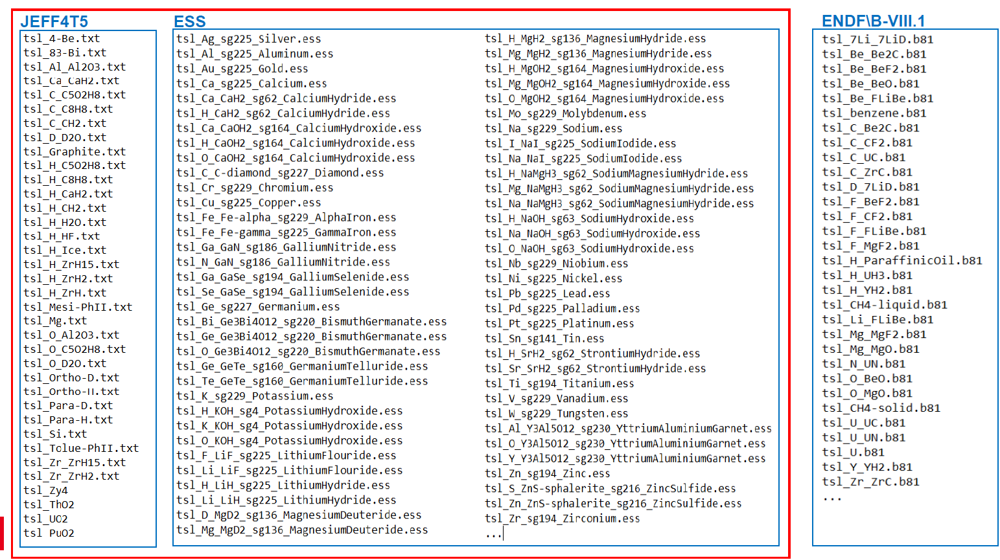 JEFF4T5
tsl_4-Be.txt
tsl_83-Bi.txt
tsl_Al_Al2O3.txt
tsl_Ca_CaH2.txt
tsl_C_C5O2H8.txt
tsl_C_C8H8.txt
tsl_C_CH2.txt
tsl_D_D2O.txt
tsl_Graphite.txt
tsl_H_C5O2H8.txt
tsl_H_C8H8.txt
tsl_H_CaH2.txt
tsl_H_CH2.txt
tsl_H_H2O.txt
tsl_H_HF.txt
tsl_H_Ice.txt
tsl_H_ZrH15.txt
tsl_H_ZrH2.txt
tsl_H_ZrH.txt
tsl_Mesi-PhII.txt
tsl_Mg.txt
tsl_O_Al2O3.txt
tsl_O_C5O2H8.txt
tsl_O_D2O.txt
tsl_Ortho-D.txt
tsl_Ortho-H.txt
tsl_Para-D.txt
tsl_Para-H.txt
tsl_Si.txt
tsl_Tolue-PhII.txt
tsl_Zr_ZrH15.txt
tsl_Zr_ZrH2.txt
tsl_Zy4
tsl_ThO2
tsl_UO2
tsl_PuO2
ESS
tsl_Ag_sg225_Silver.ess
tsl_Al_sg225_Aluminum.ess
tsl_Au_sg225_Gold.ess
tsl_Ca_sg225_Calcium.ess
tsl_Ca_CaH2_sg62_CalciumHydride.ess
tsl_H_CaH2_sg62_CalciumHydride.ess
tsl_Ca_CaOH2_sg164_CalciumHydroxide.ess
tsl_H_CaOH2_sg164_CalciumHydroxide.ess
tsl_O_CaOH2_sg164_CalciumHydroxide.ess
tsl_C_C-diamond_sg227_Diamond.ess
tsl_Cr_sg229_Chromium.ess
tsl_Cu_sg225_Copper.ess
tsl_Fe_Fe-alpha_sg229_AlphaIron.ess
tsl_Fe_Fe-gamma_sg225_GammaIron.ess
tsl_Ga_GaN_sg186_GalliumNitride.ess
tsl_N_GaN_sg186_GalliumNitride.ess
tsl_Ga_GaSe_sg194_GalliumSelenide.ess
tsl_Se_GaSe_sg194_GalliumSelenide.ess
tsl_Ge_sg227_Germanium.ess
tsl_Bi_Ge3Bi4O12_sg220_BismuthGermanate.ess
tsl_Ge_Ge3Bi4O12_sg220_BismuthGermanate.ess
tsl_O_Ge3Bi4O12_sg220_BismuthGermanate.ess
tsl_Ge_GeTe_sg160_GermaniumTelluride.ess
tsl_Te_GeTe_sg160_GermaniumTelluride.ess
tsl_K_sg229_Potassium.ess
tsl_H_KOH_sg4_PotassiumHydroxide.ess
tsl_K_KOH_sg4_PotassiumHydroxide.ess
tsl_O_KOH_sg4_PotassiumHydroxide.ess
tsl_F_LiF_sg225_LithiumFlouride.ess
tsl_Li_LiF_sg225_LithiumFlouride.ess
tsl_H_LiH_sg225_LithiumHydride.ess
tsl_Li_LiH_sg225_LithiumHydride.ess
tsl_D_MgD2_sg136_MagnesiumDeuteride.ess
tsl_Mg_MgD2_sg136_MagnesiumDeuteride.ess
tsl_H_MgH2_sg136_MagnesiumHydride.ess
tsl_Mg_MgH2_sg136_MagnesiumHydride.ess
tsl_H_MgOH2_sg164_MagnesiumHydroxide.ess
tsl_Mg_MgOH2_sg164_MagnesiumHydroxide.ess
tsl_O_MgOH2_sg164_MagnesiumHydroxide.ess
tsl_Mo_sg229_Molybdenum.ess
tsl_Na_sg229_Sodium.ess
tsl_I_NaI_sg225_SodiumIodide.ess
tsl_Na_NaI_sg225_SodiumIodide.ess
tsl_H_NaMgH3_sg62_SodiumMagnesiumHydride.ess
tsl_Mg_NaMgH3_sg62_SodiumMagnesiumHydride.ess
tsl_Na_NaMgH3_sg62_SodiumMagnesiumHydride.ess
tsl_H_NaOH_sg63_SodiumHydroxide.ess
tsl_Na_NaOH_sg63_SodiumHydroxide.ess
tsl_O_NaOH_sg63_SodiumHydroxide.ess
tsl_Nb_sg229_Niobium.ess
tsl_Ni_sg225_Nickel.ess
tsl_Pb_sg225_Lead.ess
tsl_Pd_sg225_Palladium.ess
tsl_Pt_sg225_Platinum.ess
tsl_Sn_sg141_Tin.ess
tsl_H_SrH2_sg62_StrontiumHydride.ess
tsl_Sr_SrH2_sg62_StrontiumHydride.ess
tsl_Ti_sg194_Titanium.ess
tsl_V_sg229_Vanadium.ess
tsl_W_sg229_Tungsten.ess
tsl_Al_Y3Al5O12_sg230_YttriumAluminiumGarnet.ess
tsl_O_Y3Al5O12_sg230_YttriumAluminiumGarnet.ess
tsl_Y_Y3Al5O12_sg230_YttriumAluminiumGarnet.ess
tsl_Zn_sg194_Zinc.ess
tsl_S_ZnS-sphalerite_sg216_ZincSulfide.ess
tsl_Zn_ZnS-sphalerite_sg216_ZincSulfide.ess
tsl_Zr_sg194_Zirconium.ess
...
ENDF\B-VIII.1
tsl_7Li_7LiD.b81
tsl_Be_Be2C.b81
tsl_Be_BeF2.b81
tsl_Be_BeO.b81
tsl_Be_FLiBe.b81
tsl_benzene.b81
tsl_C_Be2C.b81
tsl_C_CF2.b81
tsl_C_UC.b81
tsl_C_ZrC.b81
tsl_D_7LiD.b81
tsl_F_BeF2.b81
tsl_F_CF2.b81
tsl_F_FLiBe.b81
tsl_F_MgF2.b81
tsl_H_ParaffinicOil.b81
tsl_H_UH3.b81
tsl_H_YH2.b81
tsl_CH4-liquid.b81
tsl_Li_FLiBe.b81
tsl_Mg_MgF2.b81
tsl_Mg_MgO.b81
tsl_N_UN.b81
tsl_O_BeO.b81
tsl_O_MgO.b81
tsl_CH4-solid.b81
tsl_U_UC.b81
tsl_U_UN.b81
tsl_U.b81
tsl_Y_YH2.b81
tsl_Zr_ZrC.b81
...